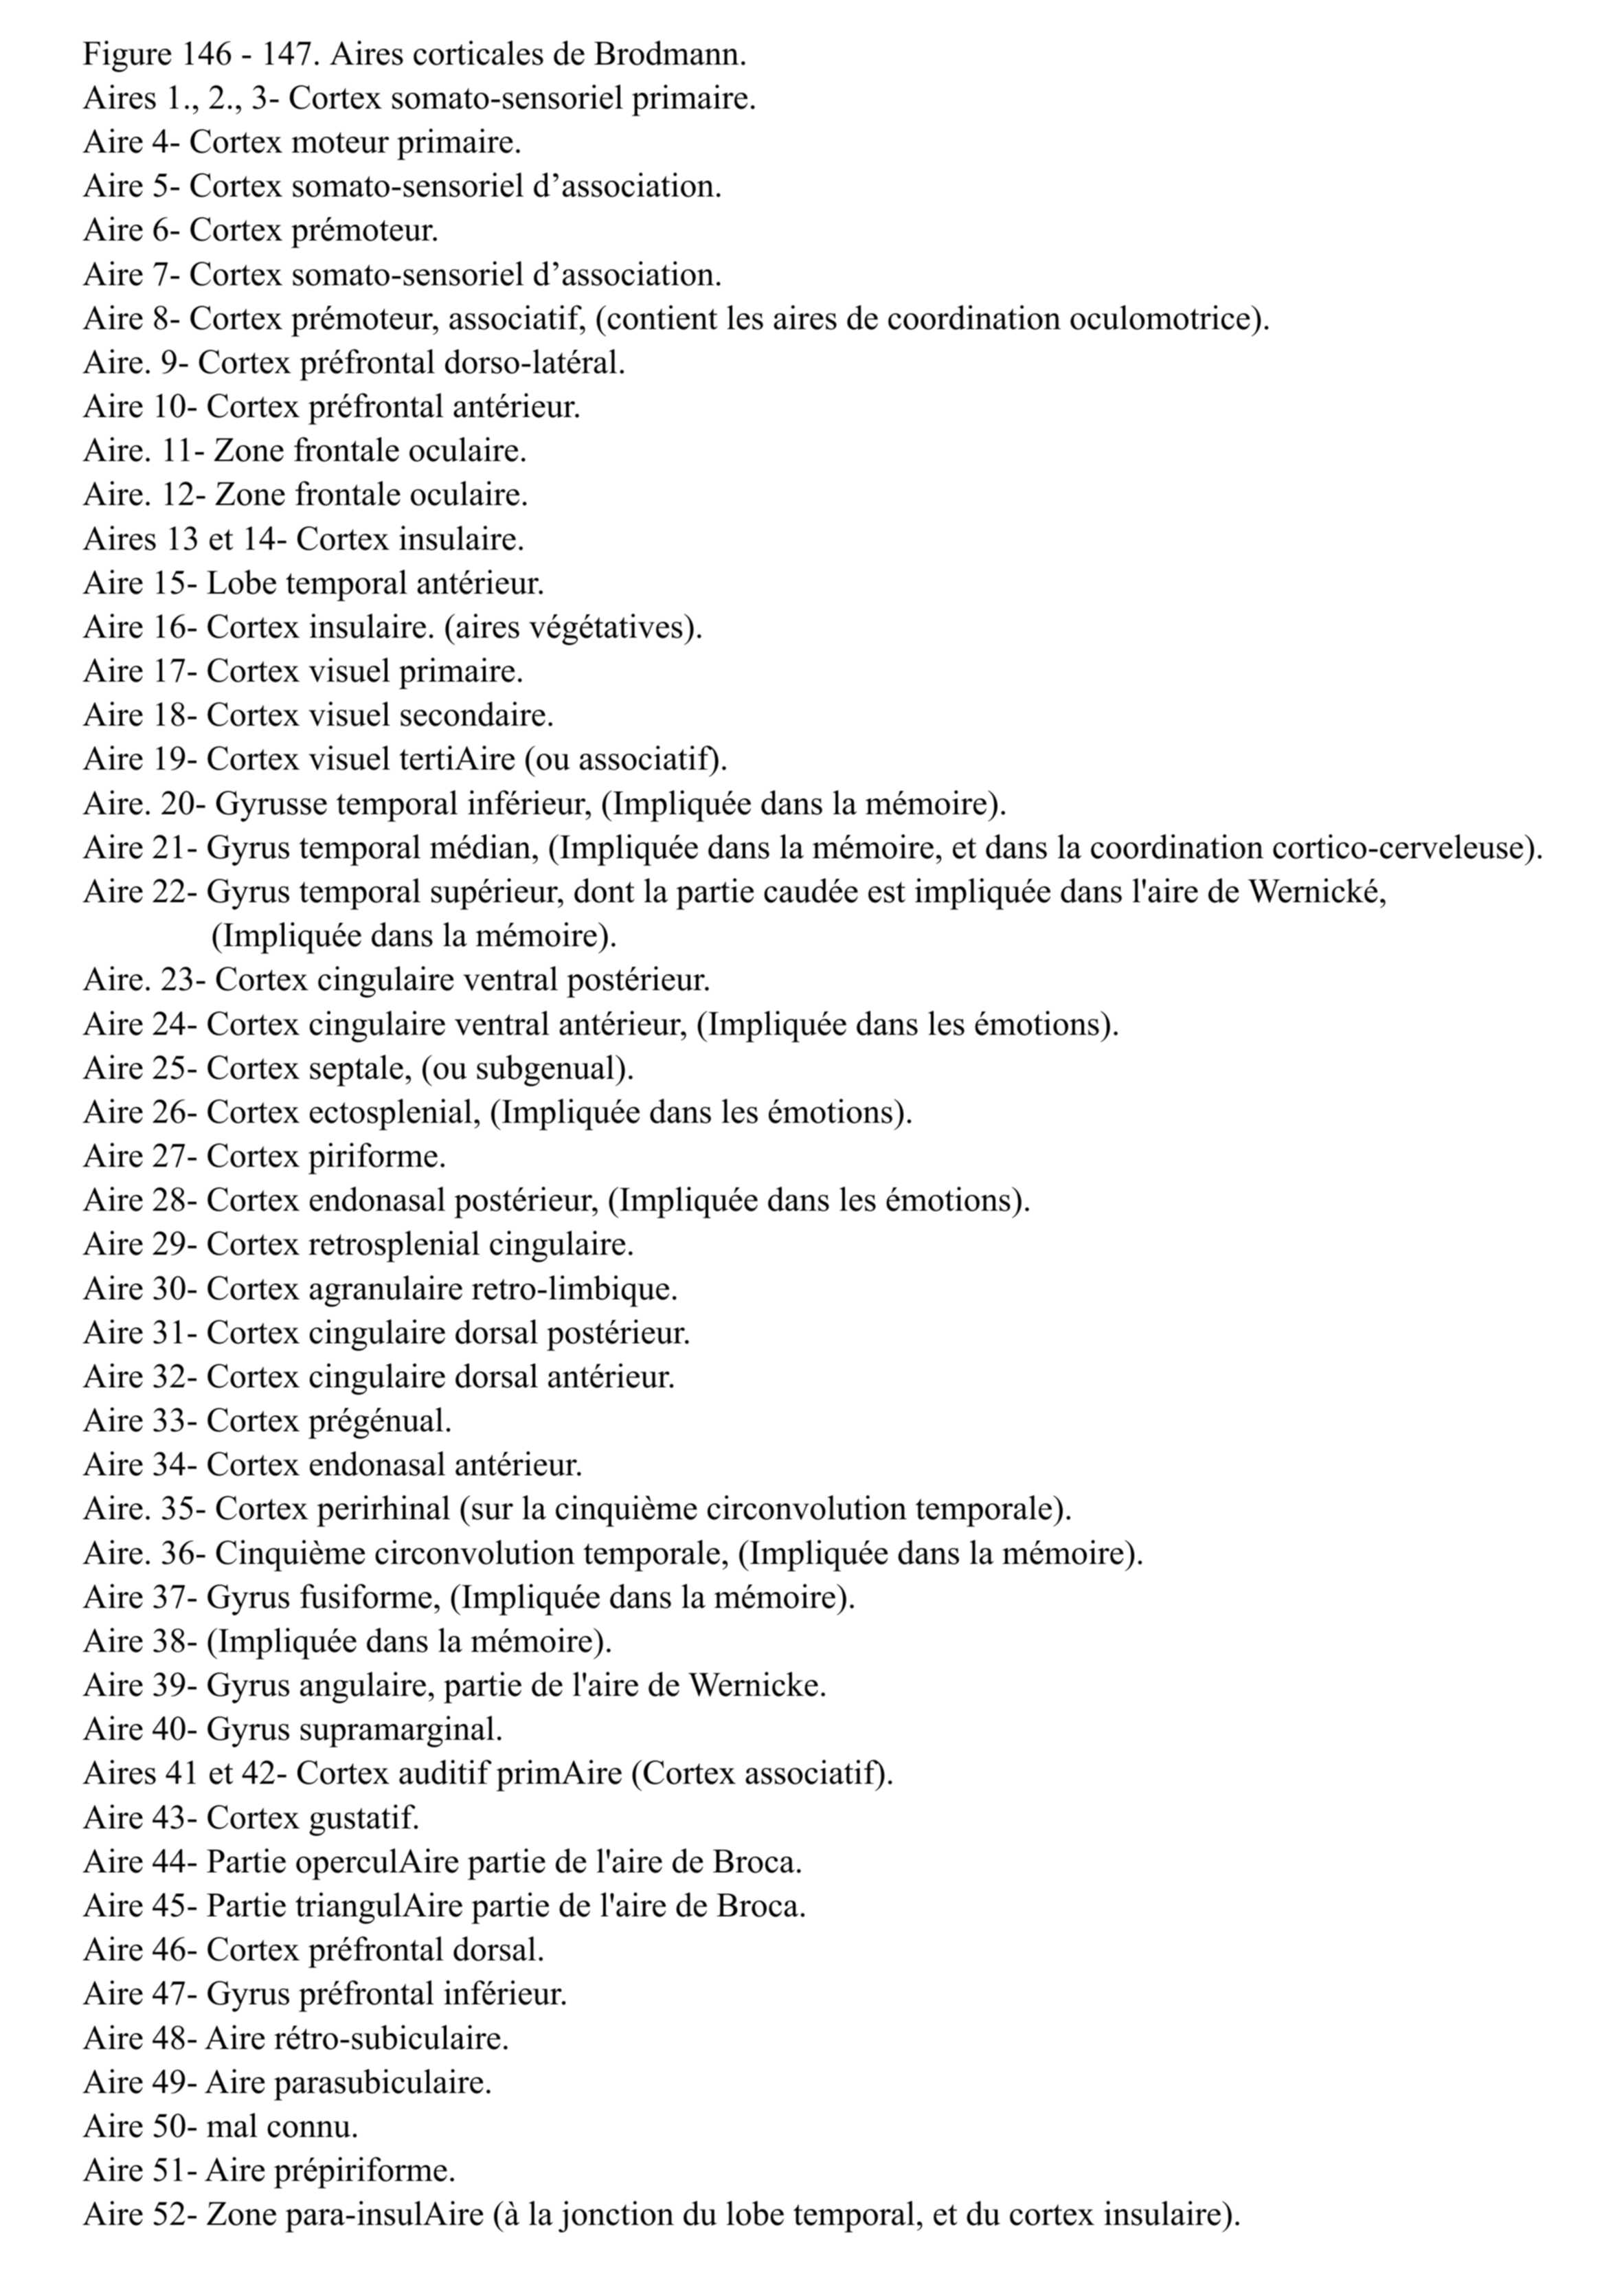 Figure 146 - 147. Aires corticales de Brodmann.
Aires 1., 2., 3- Cortex somato-sensoriel primaire.
Aire 4- Cortex moteur primaire.
Aire 5- Cortex somato-sensoriel d’association.
Aire 6- Cortex prémoteur.
Aire 7- Cortex somato-sensoriel d’association.
Aire 8- Cortex prémoteur, associatif, (contient les aires de coordination oculomotrice).
Aire. 9- Cortex préfrontal dorso-latéral.
Aire 10- Cortex préfrontal antérieur.
Aire. 11- Zone frontale oculaire.
Aire. 12- Zone frontale oculaire.
Aires 13 et 14- Cortex insulaire.
Aire 15- Lobe temporal antérieur.
Aire 16- Cortex insulaire. (aires végétatives).
Aire 17- Cortex visuel primaire.
Aire 18- Cortex visuel secondaire.
Aire 19- Cortex visuel tertiAire (ou associatif).
Aire. 20- Gyrusse temporal inférieur, (Impliquée dans la mémoire).
Aire 21- Gyrus temporal médian, (Impliquée dans la mémoire, et dans la coordination cortico-cerveleuse).
Aire 22- Gyrus temporal supérieur, dont la partie caudée est impliquée dans l'aire de Wernické,
(Impliquée dans la mémoire).
Aire. 23- Cortex cingulaire ventral postérieur.
Aire 24- Cortex cingulaire ventral antérieur, (Impliquée dans les émotions).
Aire 25- Cortex septale, (ou subgenual).
Aire 26- Cortex ectosplenial, (Impliquée dans les émotions).
Aire 27- Cortex piriforme.
Aire 28- Cortex endonasal postérieur, (Impliquée dans les émotions).
Aire 29- Cortex retrosplenial cingulaire.
Aire 30- Cortex agranulaire retro-limbique.
Aire 31- Cortex cingulaire dorsal postérieur.
Aire 32- Cortex cingulaire dorsal antérieur.
Aire 33- Cortex prégénual.
Aire 34- Cortex endonasal antérieur.
Aire. 35- Cortex perirhinal (sur la cinquième circonvolution temporale).
Aire. 36- Cinquième circonvolution temporale, (Impliquée dans la mémoire).
Aire 37- Gyrus fusiforme, (Impliquée dans la mémoire).
Aire 38- (Impliquée dans la mémoire).
Aire 39- Gyrus angulaire, partie de l'aire de Wernicke.
Aire 40- Gyrus supramarginal.
Aires 41 et 42- Cortex auditif primAire (Cortex associatif).
Aire 43- Cortex gustatif.
Aire 44- Partie operculAire partie de l'aire de Broca.
Aire 45- Partie triangulAire partie de l'aire de Broca.
Aire 46- Cortex préfrontal dorsal.
Aire 47- Gyrus préfrontal inférieur.
Aire 48- Aire rétro-subiculaire.
Aire 49- Aire parasubiculaire.
Aire 50- mal connu.
Aire 51- Aire prépiriforme.
Aire 52- Zone para-insulAire (à la jonction du lobe temporal, et du cortex insulaire).